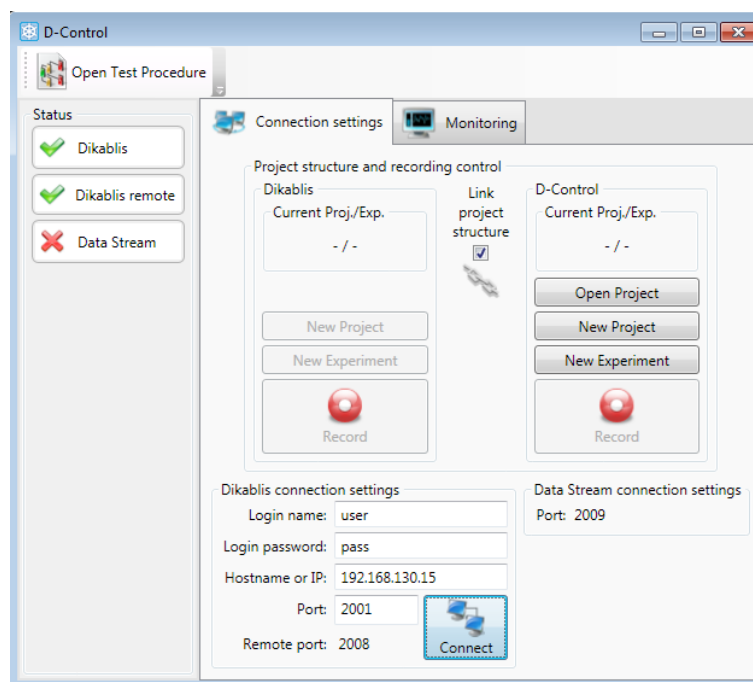 D-Control
Open Test Procedure
Status
Dikablis
Dikablis remote
Data Stream
Connection settings
Monitoring
Project structure and recording control
Dikablis
Current Proj./Exp.
- / -
New Project
New Experiment
Record
Link
project
structure
D-Control
Current Proj./Exp.
- / -
Open Project
New Project
New Experiment
Record
Dikablis connection settings
Login name: user
Login password: pass
Hostname or IP: 192.168.130.15
Port: 2001
Remote port: 2008
Connect
Data Stream connection settings
Port: 2009